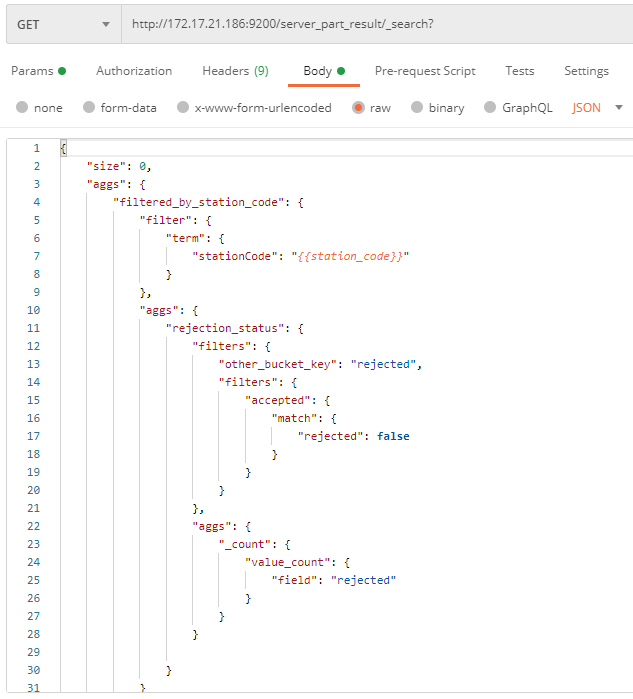 GET http://172.17.21.186:9200/server_part_result/_search?
Params Authorization Headers (9) Body Pre-request Script Tests Settings
none form-data x-www-form-urlencoded raw binary GraphQL JSON
1 {
2 "size": 0,
3 "aggs": {
4 "filtered_by_station_code": {
5 "filter": {
6 "term": {
7 "stationCode": "{{station_code}}"
8 }
9 },
10 "aggs": {
11 "rejection_status": {
12 "filters": {
13 "other_bucket_key": "rejected",
14 "filters": {
15 "accepted": {
16 "match": {
17 "rejected": false
18 }
19 }
20 }
21 },
22 "aggs": {
23 "_count": {
24 "value_count": {
25 "field": "rejected"
26 }
27 }
28 }
29
30 }
31 }